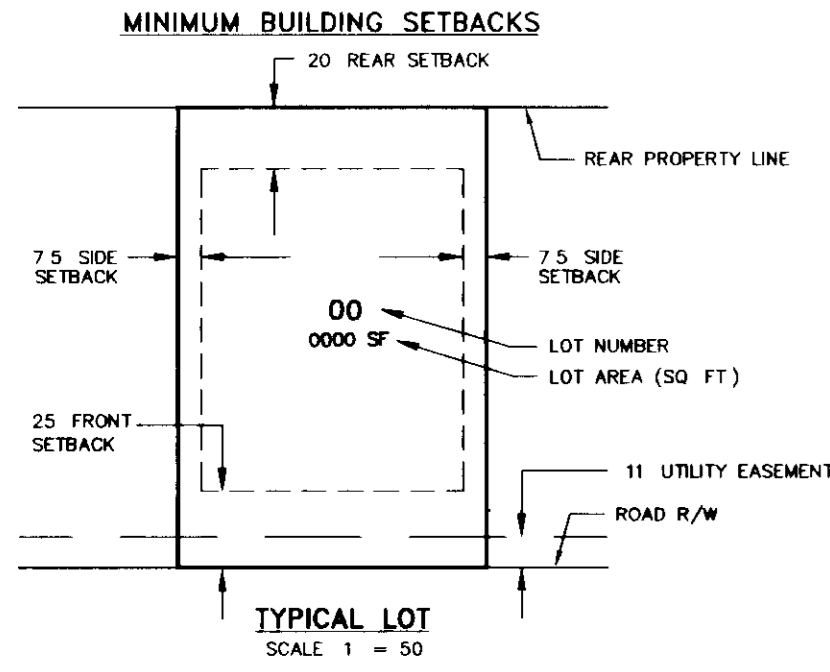 MINIMUM BUILDING SETBACKS
20 REAR SETBACK
REAR PROPERTY LINE
7 5 SIDE
SETBACK
7 5 SIDE
SETBACK
00
0000 SF
LOT NUMBER
LOT AREA (SQ FT)
25 FRONT
SETBACK
11 UTILITY EASEMENT
ROAD R/W
TYPICAL LOT
SCALE 1 = 50